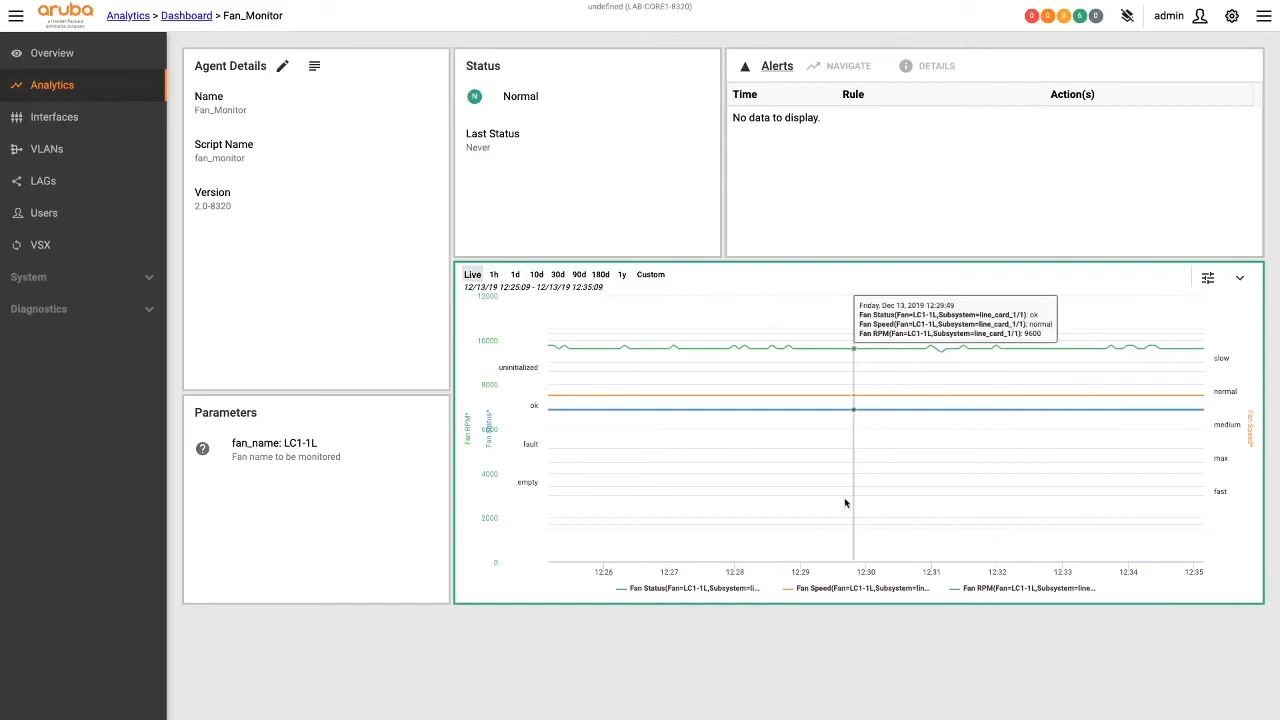 aruba
a Hewlett Packard
Enterprise company
Analytics > Dashboard > Fan_Monitor
undefined (LAB-CORE1-8320)
0 0 0 6 0
admin
Overview
Analytics
Interfaces
VLANs
LAGs
Users
VSX
System
Diagnostics
Agent Details
Name
Fan_Monitor
Script Name
fan_monitor
Version
2.0-8320
Status
N Normal
Last Status
Never
Alerts NAVIGATE DETAILS
Time Rule Action(s)
No data to display.
Parameters
fan_name: LC1-1L
Fan name to be monitored
Live 1h 1d 10d 30d 90d 180d 1y Custom
12/13/19 12:25:09 - 12/13/19 12:35:09
Friday, Dec 13, 2019 12:29:49
Fan Status(Fan=LC1-1L,Subsystem=line_card_1/1): ok
Fan Speed(Fan=LC1-1L,Subsystem=line_card_1/1): normal
Fan RPM(Fan=LC1-1L,Subsystem=line_card_1/1): 9600
12000
10000
8000
6000
4000
2000
0
Fan RPM*
Fan Status*
uninitialized
ok
fault
empty
slow
normal
medium
max
fast
Fan Speed*
12:26 12:27 12:28 12:29 12:30 12:31 12:32 12:33 12:34 12:35
Fan Status(Fan=LC1-1L,Subsystem=li... Fan Speed(Fan=LC1-1L,Subsystem=lin... Fan RPM(Fan=LC1-1L,Subsystem=line...